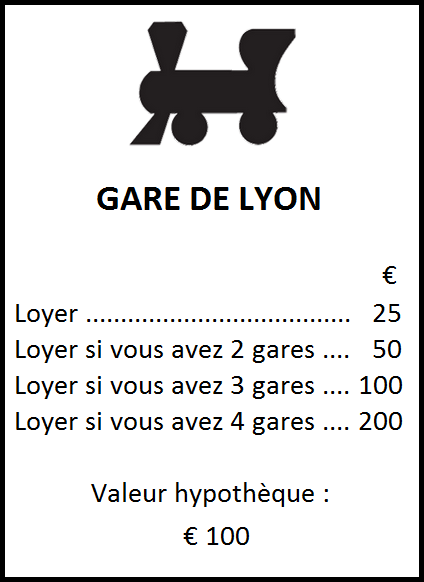 GARE DE LYON
€
Loyer ...................................... 25
Loyer si vous avez 2 gares .... 50
Loyer si vous avez 3 gares .... 100
Loyer si vous avez 4 gares .... 200
Valeur hypothèque :
€ 100